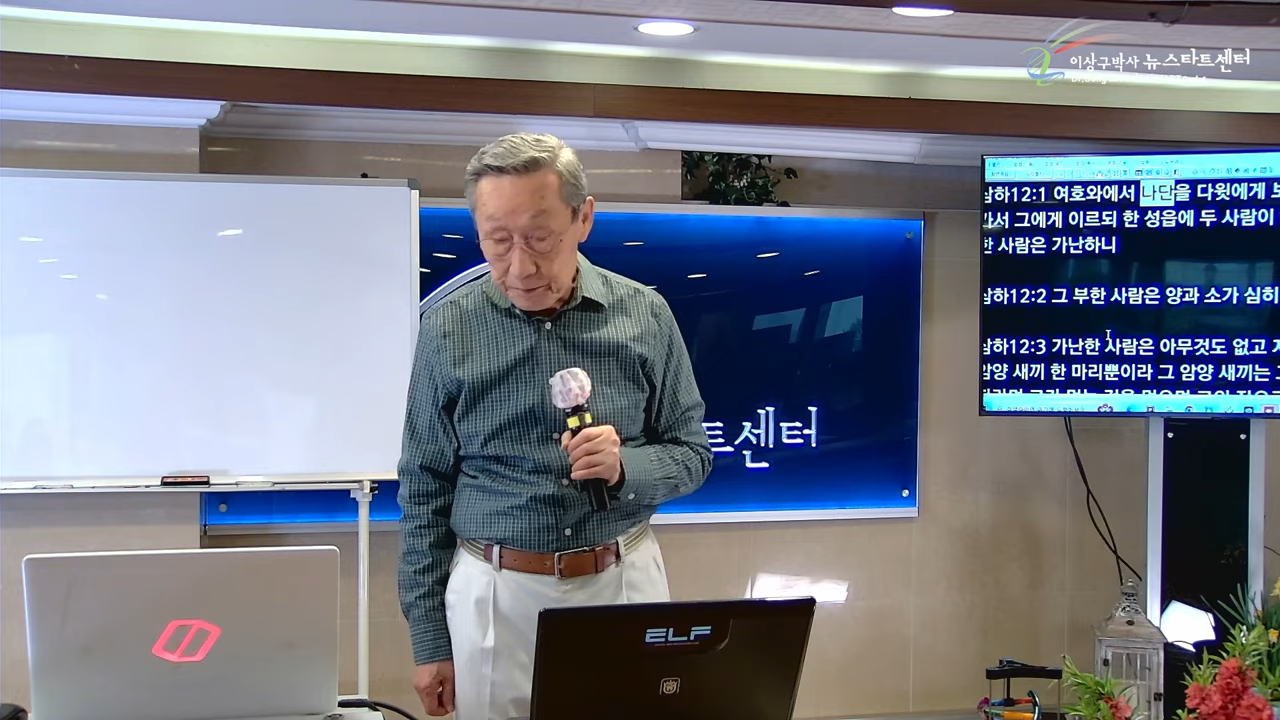 이상구박사 뉴스타트센터
삼하12:1 여호와에서 나단을 다윗에게 보
가서 그에게 이르되 한 성읍에 두 사람이
한 사람은 가난하니
삼하12:2 그 부한 사람은 양과 소가 심히
삼하12:3 가난한 사람은 아무것도 없고 자
암양 새끼 한 마리뿐이라 그 암양 새끼는 그
트센터
ELF